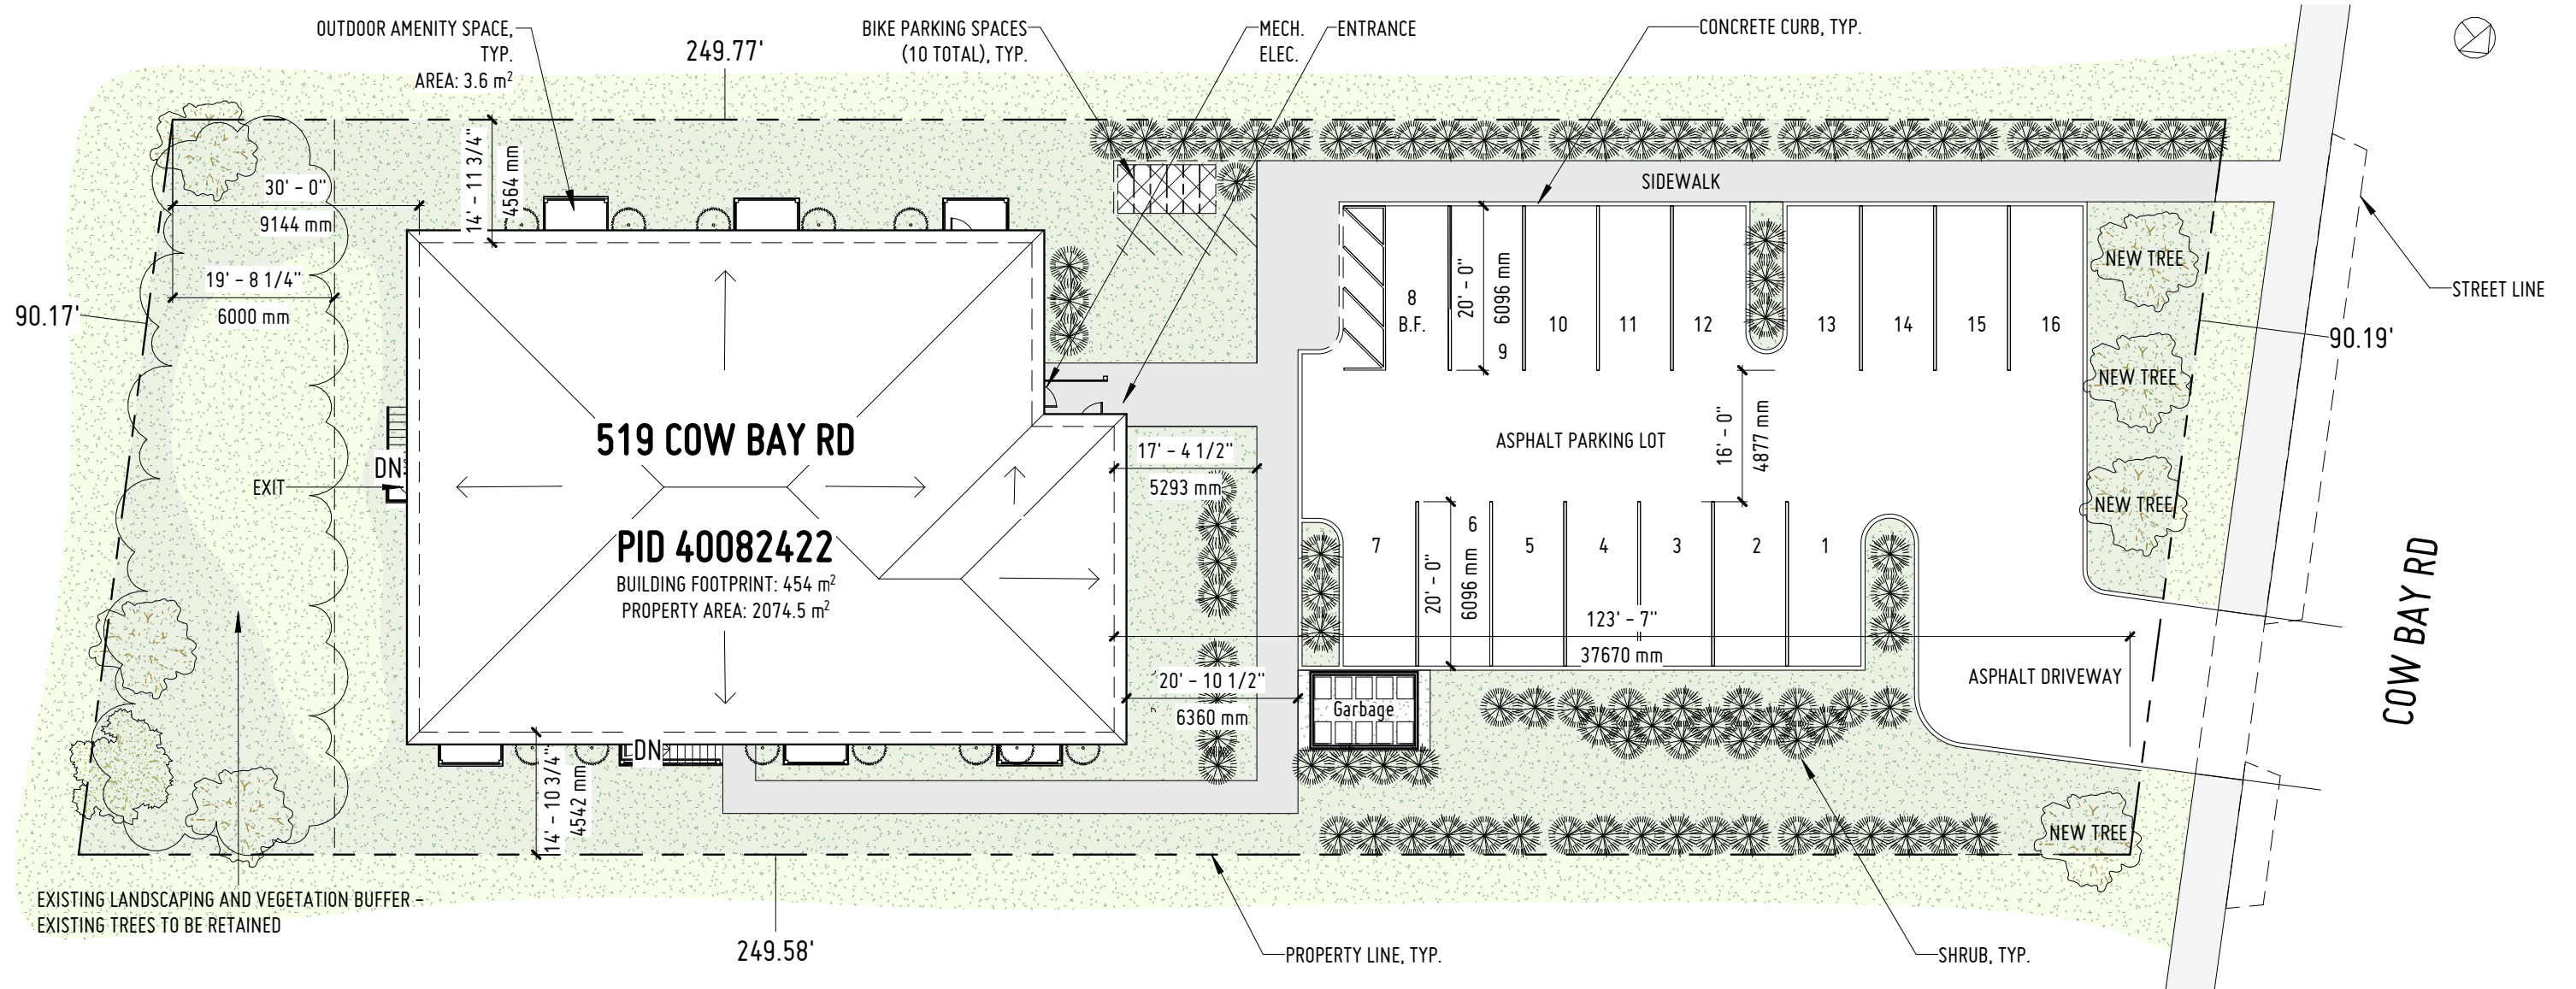 OUTDOOR AMENITY SPACE,
TYP.
AREA: 3.6 m²
249.77'
BIKE PARKING SPACES
(10 TOTAL), TYP.
MECH.
ELEC.
ENTRANCE
CONCRETE CURB, TYP.
14' - 11 3/4"
4564 mm
30' - 0"
9144 mm
19' - 8 1/4"
6000 mm
90.17'
SIDEWALK
8
B.F.
20' - 0"
6096 mm
9
10
11
12
13
14
15
16
NEW TREE
NEW TREE
NEW TREE
STREET LINE
90.19'
519 COW BAY RD
PID 40082422
BUILDING FOOTPRINT: 454 m²
PROPERTY AREA: 2074.5 m²
DN
EXIT
17' - 4 1/2"
5293 mm
ASPHALT PARKING LOT
16' - 0"
4877 mm
7
20' - 0"
6096 mm
6
5
4
3
2
1
123' - 7"
37670 mm
20' - 10 1/2"
6360 mm
Garbage
ASPHALT DRIVEWAY
COW BAY RD
DN
14' - 10 3/4"
4542 mm
NEW TREE
EXISTING LANDSCAPING AND VEGETATION BUFFER -
EXISTING TREES TO BE RETAINED
249.58'
PROPERTY LINE, TYP.
SHRUB, TYP.